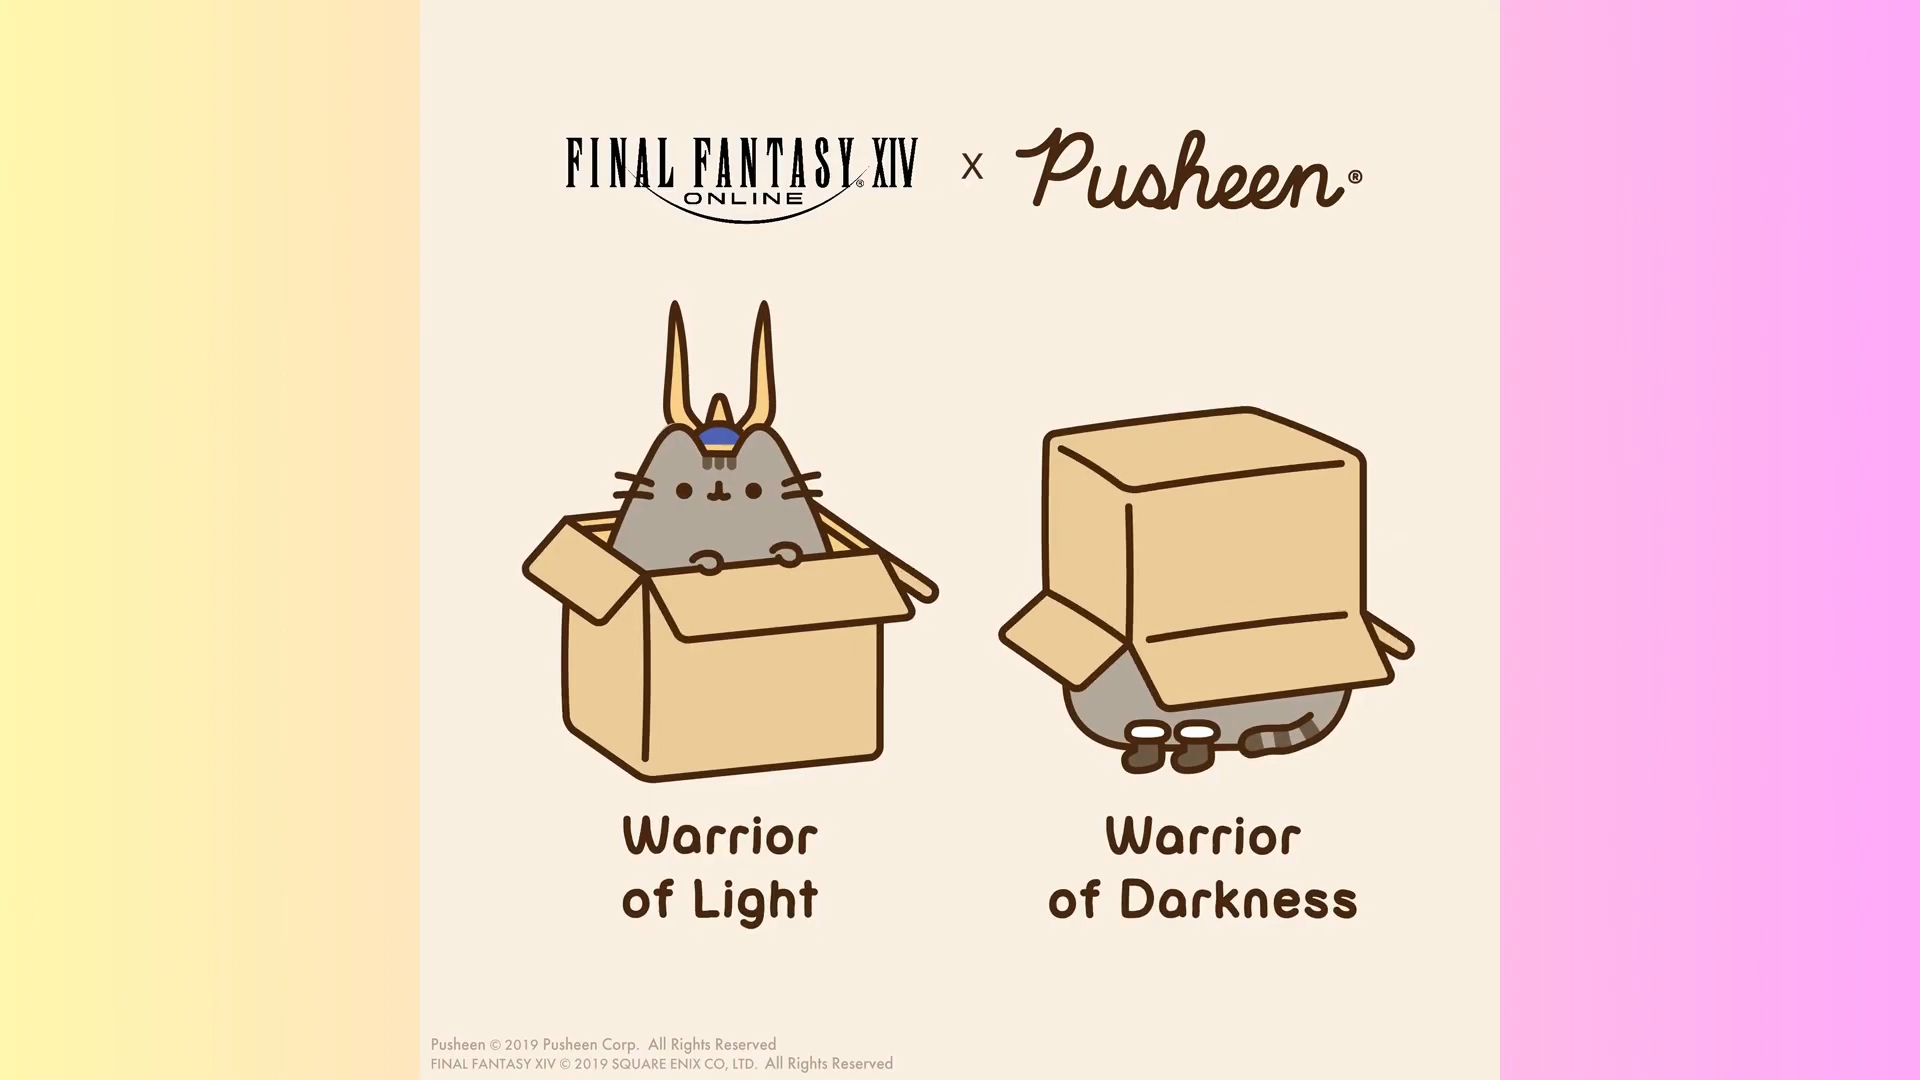 FINAL FANTASY® XIV
ONLINE
X
Pusheen®
Warrior
of Light
Warrior
of Darkness
Pusheen © 2019 Pusheen Corp. All Rights Reserved
FINAL FANTASY XIV © 2019 SQUARE ENIX CO, LTD. All Rights Reserved